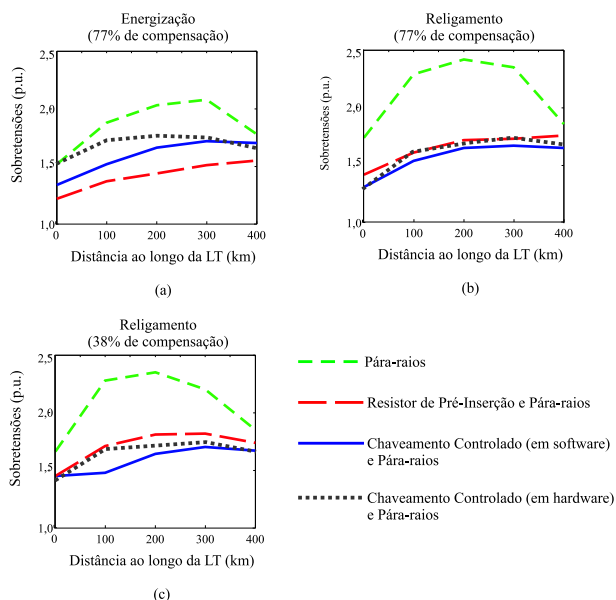 (a)
Energização
(77% de compensação)
Sobretensões (p.u.)
2,5
2,0
1,5
1,0
0
100
200
300
400
Distância ao longo da LT (km)
(a)
(b)
Religamento
(77% de compensação)
Sobretensões (p.u.)
2,5
2,0
1,5
1,0
0
100
200
300
400
Distância ao longo da LT (km)
(b)
Religamento
(38% de compensação)
Sobretensões (p.u.)
2,5
2,0
1,5
1,0
0
100
200
300
400
Distância ao longo da LT (km)
(c)
Pára-raios
Resistor de Pré-Inserção e Pára-raios
Chaveamento Controlado (em software)
e Pára-raios
Chaveamento Controlado (em hardware)
e Pára-raios